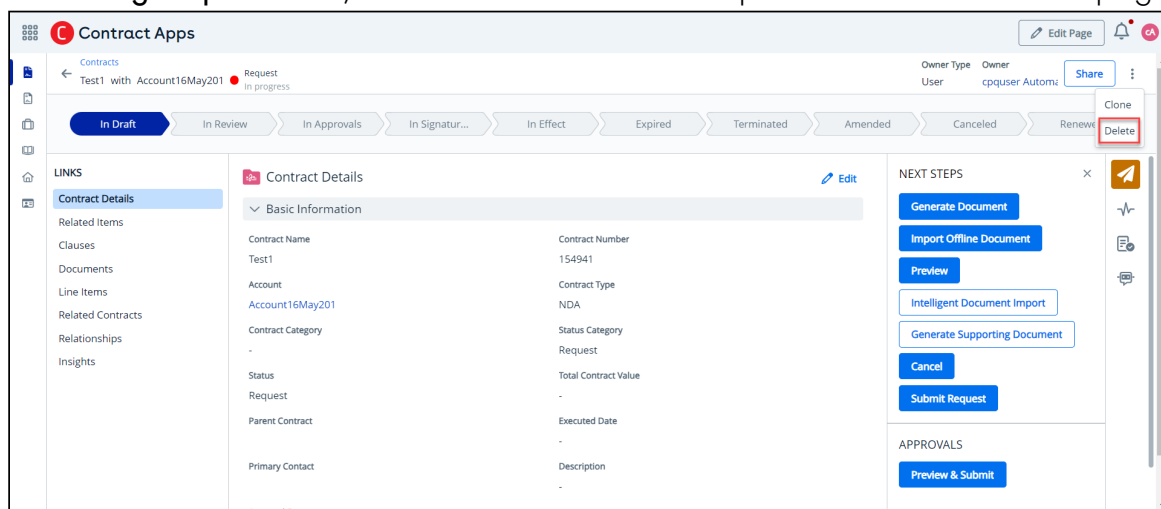 Contract Apps
Edit Page
CA
Contracts
Test1 with Account16May201
Request
In progress
Owner Type
User
Owner
cpquser Automa
Share
Clone
Delete
In Draft
In Review
In Approvals
In Signatur...
In Effect
Expired
Terminated
Amended
Canceled
Renewe
LINKS
Contract Details
Related Items
Clauses
Documents
Line Items
Related Contracts
Relationships
Insights
Contract Details
Edit
Basic Information
Contract Name
Test1
Contract Number
154941
Account
Account16May201
Contract Type
NDA
Contract Category
-
Status Category
Request
Status
Request
Total Contract Value
-
Parent Contract
Executed Date
-
Primary Contact
Description
-
NEXT STEPS
Generate Document
Import Offline Document
Preview
Intelligent Document Import
Generate Supporting Document
Cancel
Submit Request
APPROVALS
Preview & Submit